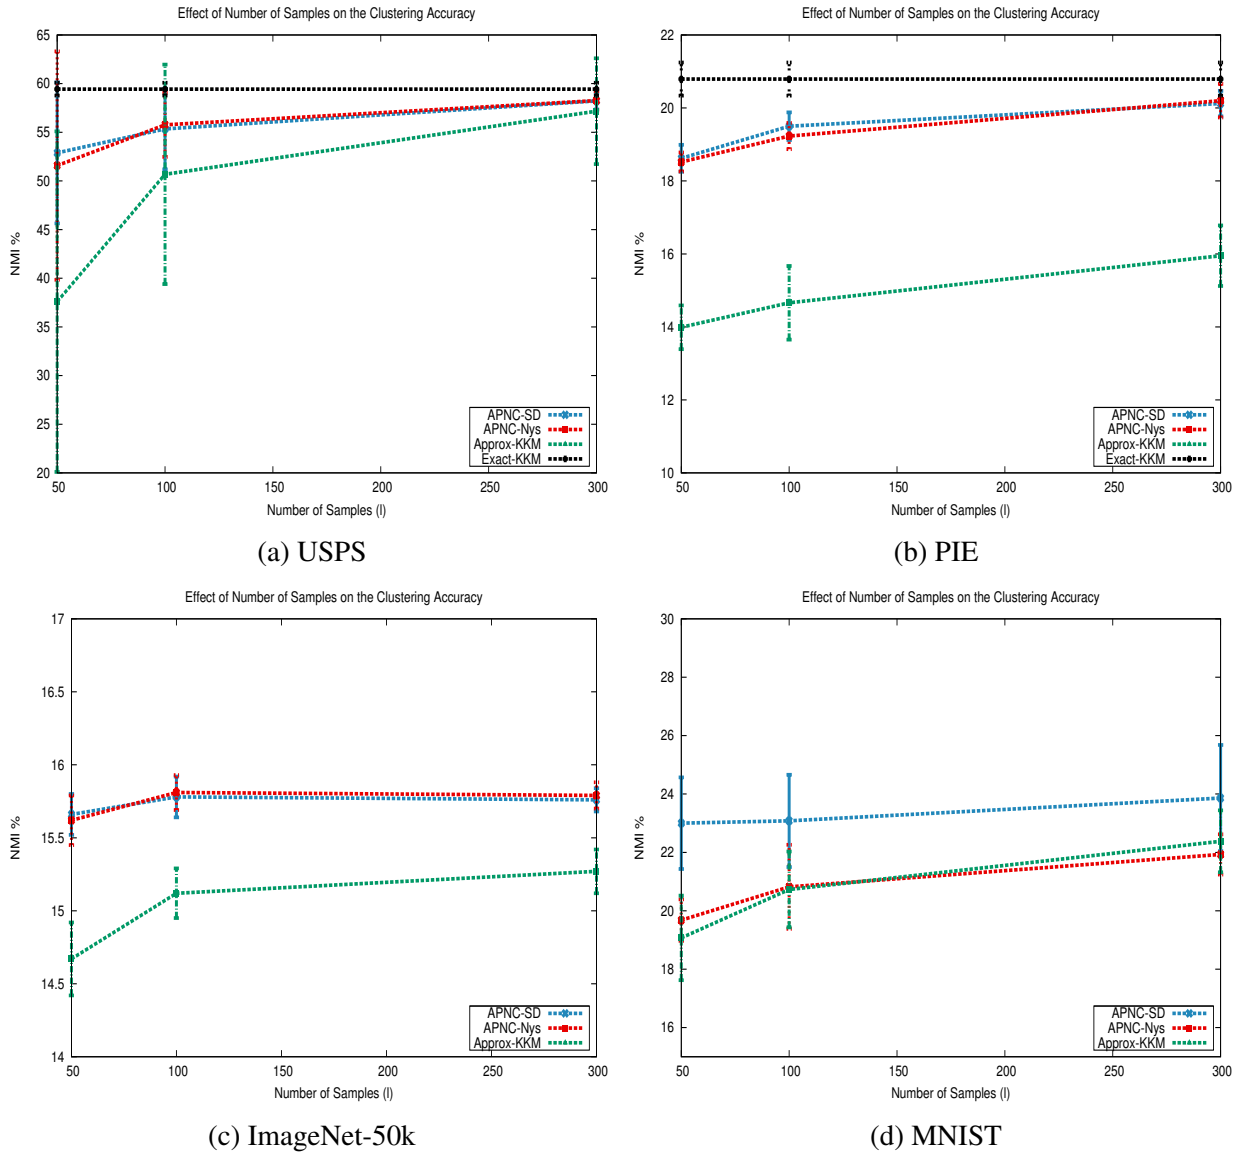 Effect of Number of Samples on the Clustering Accuracy
65
60
55
50
45
40
35
30
25
20
NMI %
50
100
150
200
250
300
Number of Samples (l)
APNC-SD
APNC-Nys
Approx-KKM
Exact-KKM
(a) USPS
Effect of Number of Samples on the Clustering Accuracy
22
20
18
16
14
12
10
NMI %
50
100
150
200
250
300
Number of Samples (l)
APNC-SD
APNC-Nys
Approx-KKM
Exact-KKM
(b) PIE
Effect of Number of Samples on the Clustering Accuracy
17
16.5
16
15.5
15
14.5
14
NMI %
50
100
150
200
250
300
Number of Samples (l)
APNC-SD
APNC-Nys
Approx-KKM
(c) ImageNet-50k
Effect of Number of Samples on the Clustering Accuracy
30
28
26
24
22
20
18
16
NMI %
50
100
150
200
250
300
Number of Samples (l)
APNC-SD
APNC-Nys
Approx-KKM
(d) MNIST